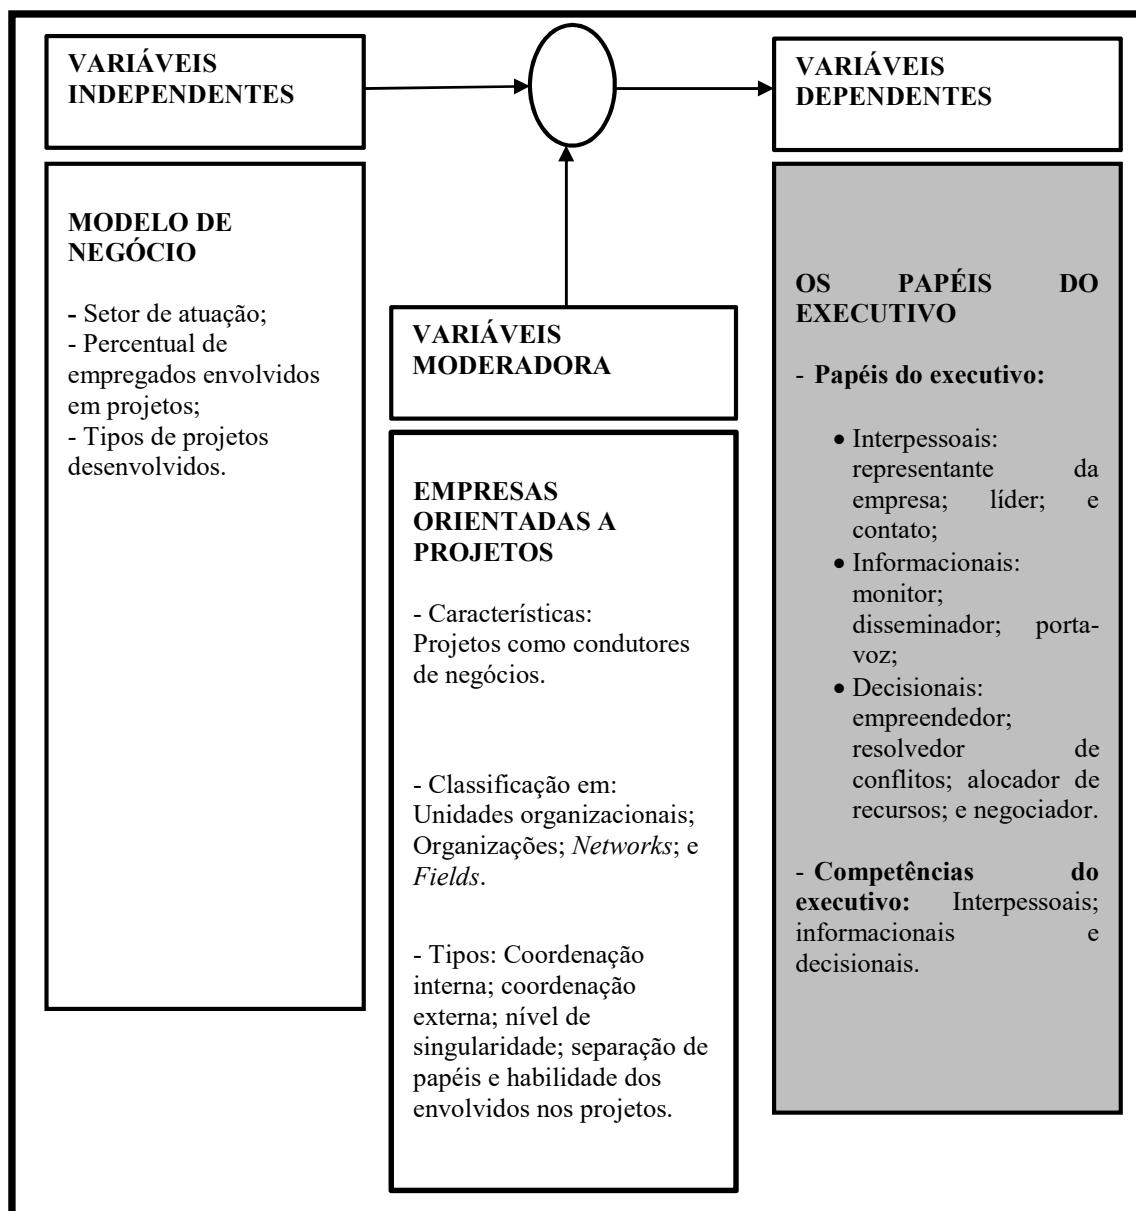 VARIÁVEIS
INDEPENDENTES
MODELO DE
NEGÓCIO
- Setor de atuação;
- Percentual de
empregados envolvidos
em projetos;
- Tipos de projetos
desenvolvidos.
VARIÁVEIS
MODERADORA
EMPRESAS
ORIENTADAS A
PROJETOS
- Características:
Projetos como condutores
de negócios.
- Classificação em:
Unidades organizacionais;
Organizações; Networks; e
Fields.
- Tipos: Coordenação
interna; coordenação
externa; nível de
singularidade; separação de
papéis e habilidade dos
envolvidos nos projetos.
VARIÁVEIS
DEPENDENTES
OS PAPÉIS DO
EXECUTIVO
- Papéis do executivo:
• Interpessoais:
representante da
empresa; líder; e
contato;
• Informacionais:
monitor;
disseminador; porta-
voz;
• Decisionais:
empreendedor;
resolvedor de
conflitos; alocador de
recursos; e negociador.
- Competências do
executivo: Interpessoais;
informacionais e
decisionais.